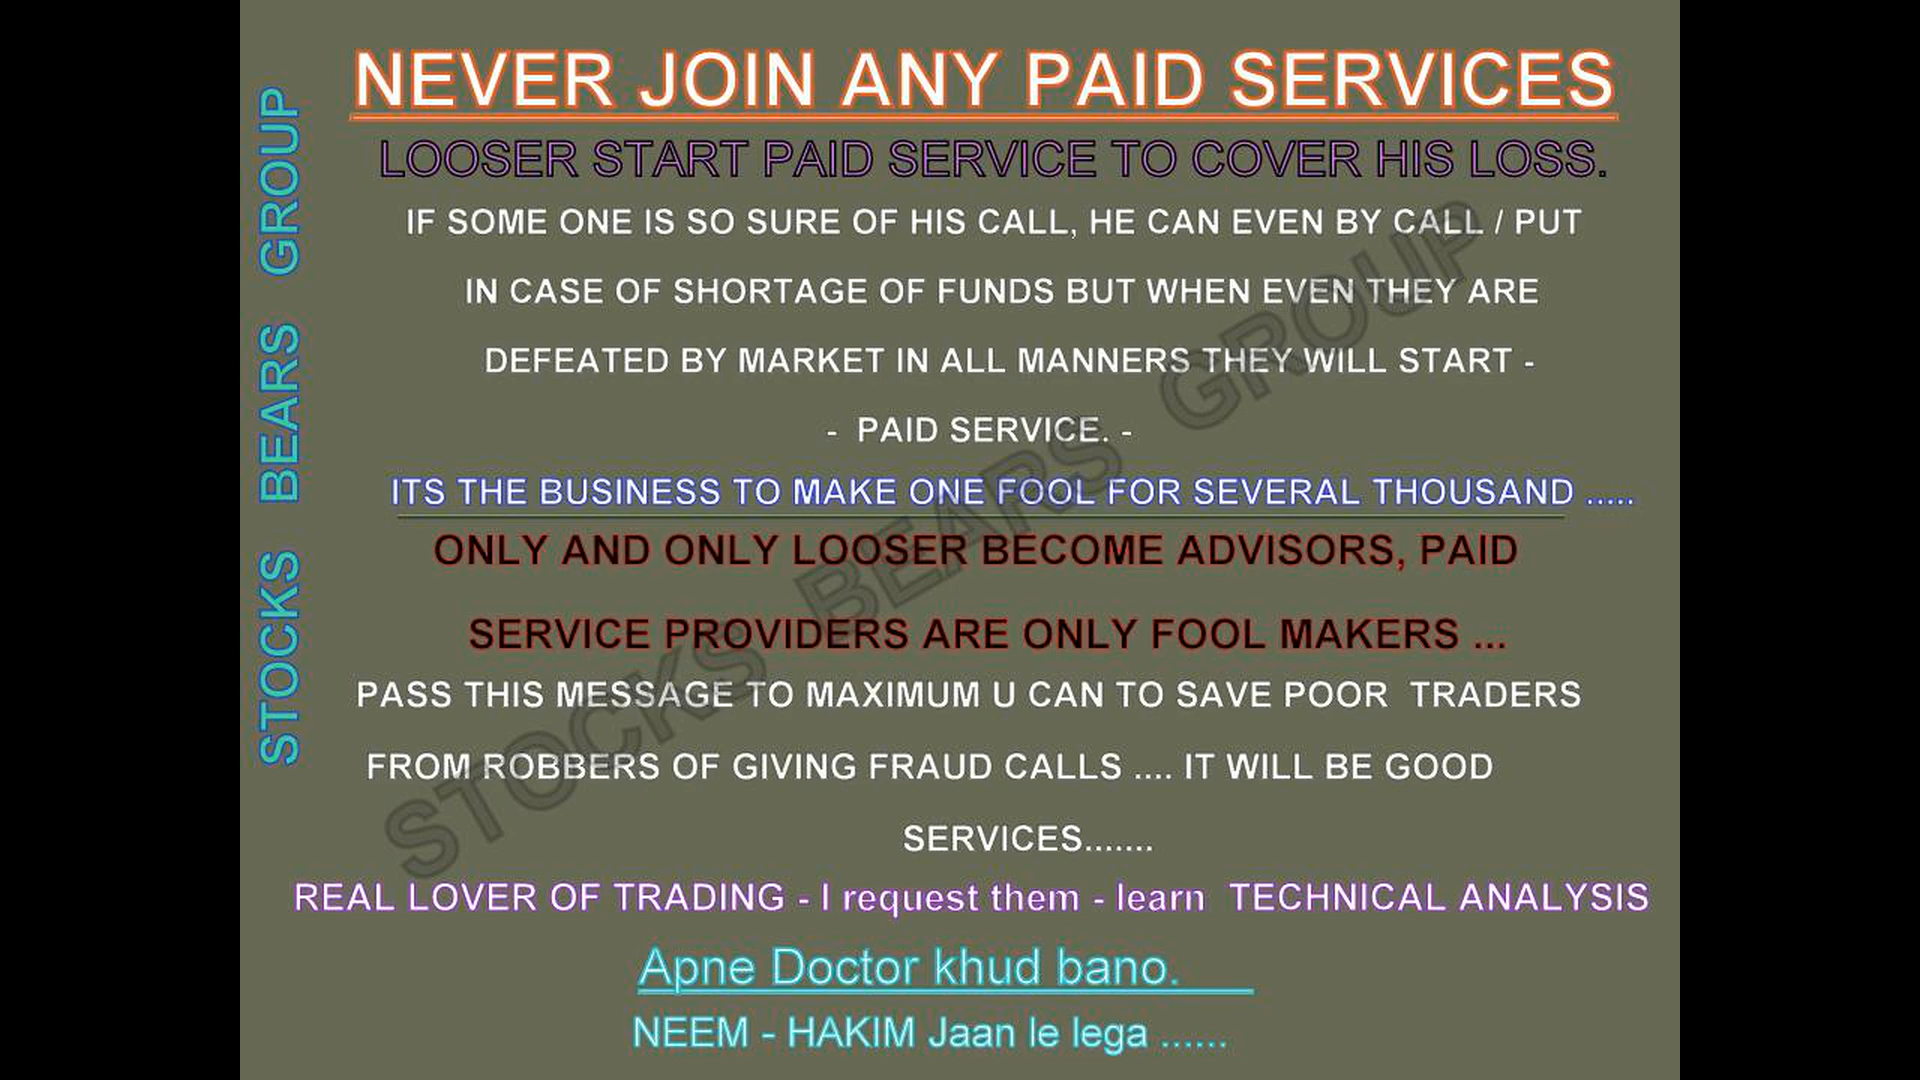 NEVER JOIN ANY PAID SERVICES
LOOSER START PAID SERVICE TO COVER HIS LOSS.
IF SOME ONE IS SO SURE OF HIS CALL, HE CAN EVEN BY CALL / PUT
IN CASE OF SHORTAGE OF FUNDS BUT WHEN EVEN THEY ARE
DEFEATED BY MARKET IN ALL MANNERS THEY WILL START -
- PAID SERVICE. -
ITS THE BUSINESS TO MAKE ONE FOOL FOR SEVERAL THOUSAND .....
ONLY AND ONLY LOOSER BECOME ADVISORS, PAID
SERVICE PROVIDERS ARE ONLY FOOL MAKERS ...
PASS THIS MESSAGE TO MAXIMUM U CAN TO SAVE POOR TRADERS
FROM ROBBERS OF GIVING FRAUD CALLS .... IT WILL BE GOOD
SERVICES.......
REAL LOVER OF TRADING - I request them - learn TECHNICAL ANALYSIS
Apne Doctor khud bano.
NEEM - HAKIM Jaan le lega ......
STOCKS BEARS GROUP
STOCKS BEARS GROUP